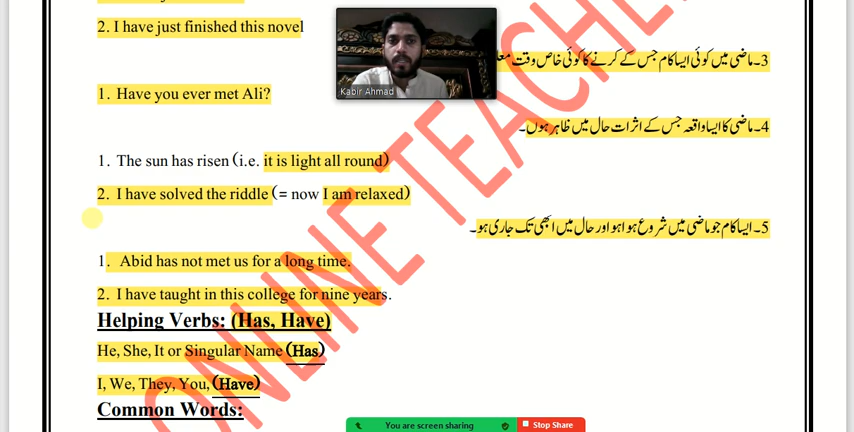 2. I have just finished this novel
Kabir Ahmad
3۔ماضی میں کوئی ایسا کام جس کے کرنے کا کوئی خاص وقت
1. Have you ever met Ali?
4۔ماضی کا ایسا واقعہ جس کے اثرات حال میں ظاہر ہوں۔
1. The sun has risen (i.e. it is light all round)
2. I have solved the riddle (= now I am relaxed)
5۔ایسا کام جو ماضی میں شروع ہوا ہو اور حال میں ابھی تک جاری ہو۔
1. Abid has not met us for a long time.
2. I have taught in this college for nine years.
Helping Verbs: (Has, Have)
He, She, It or Singular Name (Has)
I, We, They, You, (Have)
Common Words:
ONLINE TEACHE
You are screen sharing
Stop Share